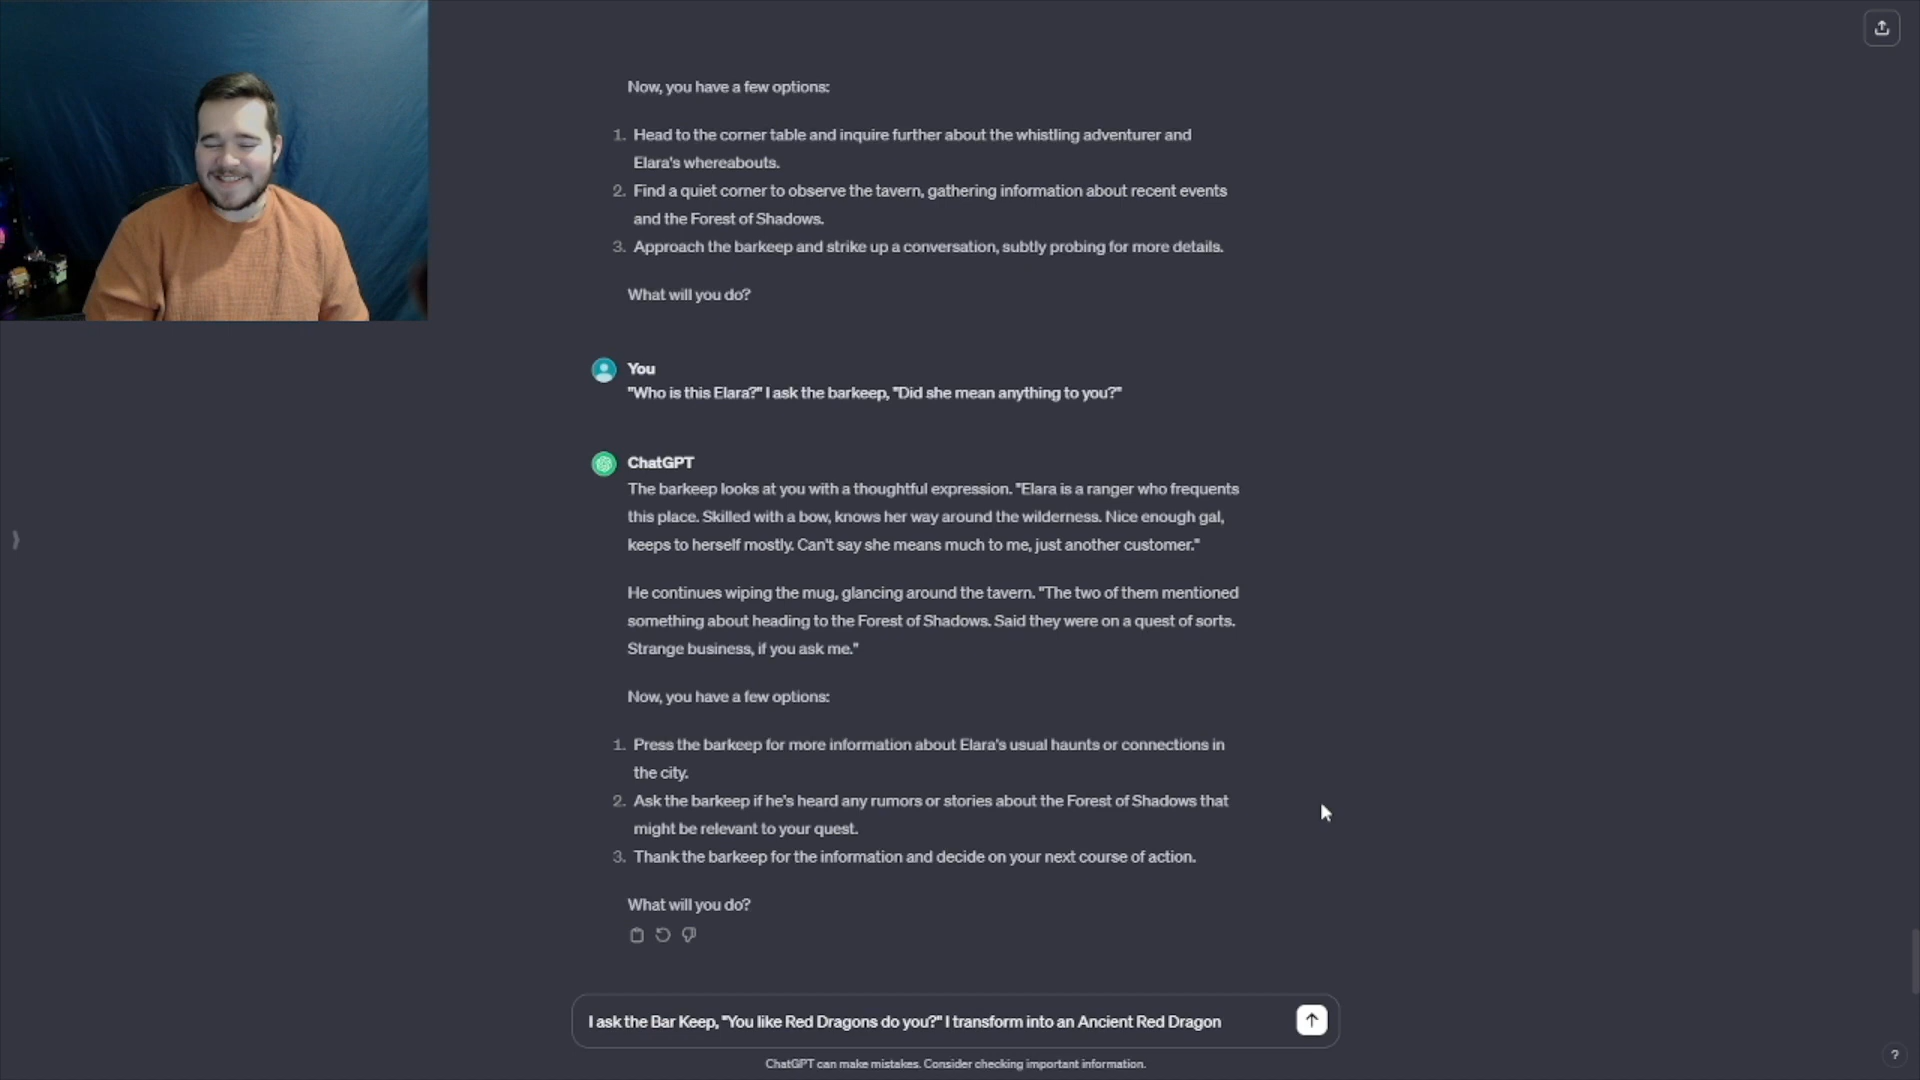 Now, you have a few options:
1. Head to the corner table and inquire further about the whistling adventurer and
Elara's whereabouts.
2. Find a quiet corner to observe the tavern, gathering information about recent events
and the Forest of Shadows.
3. Approach the barkeep and strike up a conversation, subtly probing for more details.
What will you do?
You
"Who is this Elara?" I ask the barkeep, "Did she mean anything to you?"
ChatGPT
The barkeep looks at you with a thoughtful expression. "Elara is a ranger who frequents
this place. Skilled with a bow, knows her way around the wilderness. Nice enough gal,
keeps to herself mostly. Can't say she means much to me, just another customer."
He continues wiping the mug, glancing around the tavern. "The two of them mentioned
something about heading to the Forest of Shadows. Said they were on a quest of sorts.
Strange business, if you ask me."
Now, you have a few options:
1. Press the barkeep for more information about Elara's usual haunts or connections in
the city.
2. Ask the barkeep if he's heard any rumors or stories about the Forest of Shadows that
might be relevant to your quest.
3. Thank the barkeep for the information and decide on your next course of action.
What will you do?
I ask the Bar Keep, "You like Red Dragons do you?" I transform into an Ancient Red Dragon
ChatGPT can make mistakes. Consider checking important information.
?